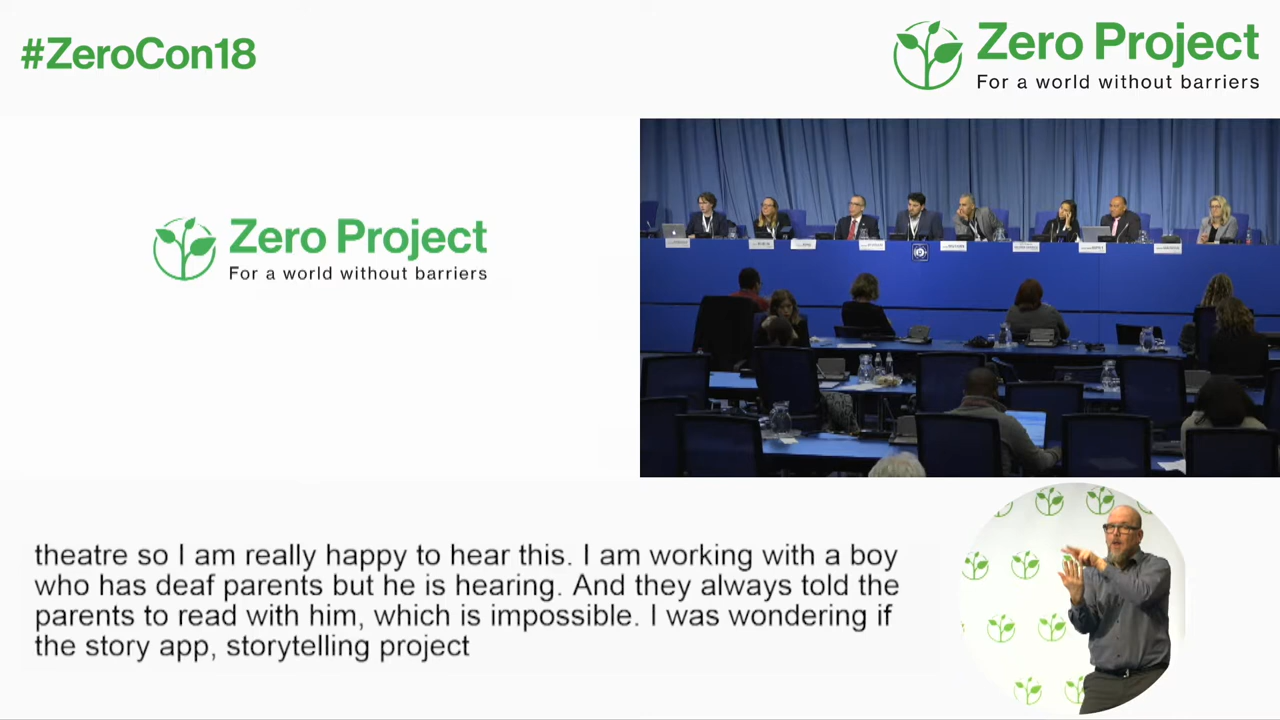 #ZeroCon18
Zero Project
For a world without barriers
Zero Project
For a world without barriers
theatre so I am really happy to hear this. I am working with a boy
who has deaf parents but he is hearing. And they always told the
parents to read with him, which is impossible. I was wondering if
the story app, storytelling project